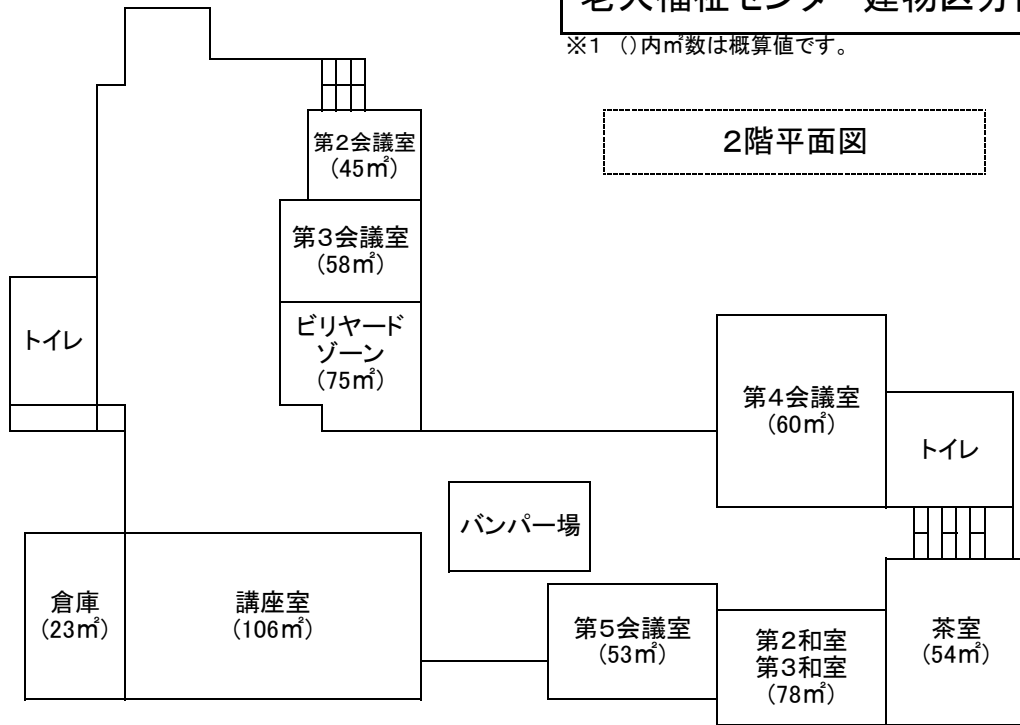 老人福祉センター 建物区分
※1 （）内㎡数は概算値です。
2階平面図
第2会議室
（45㎡）
第3会議室
（58㎡）
ビリヤード
ゾーン
（75㎡）
トイレ
第4会議室
（60㎡）
トイレ
バンパー場
倉庫
（23㎡）
講座室
（106㎡）
第5会議室
（53㎡）
第2和室
第3和室
（78㎡）
茶室
（54㎡）